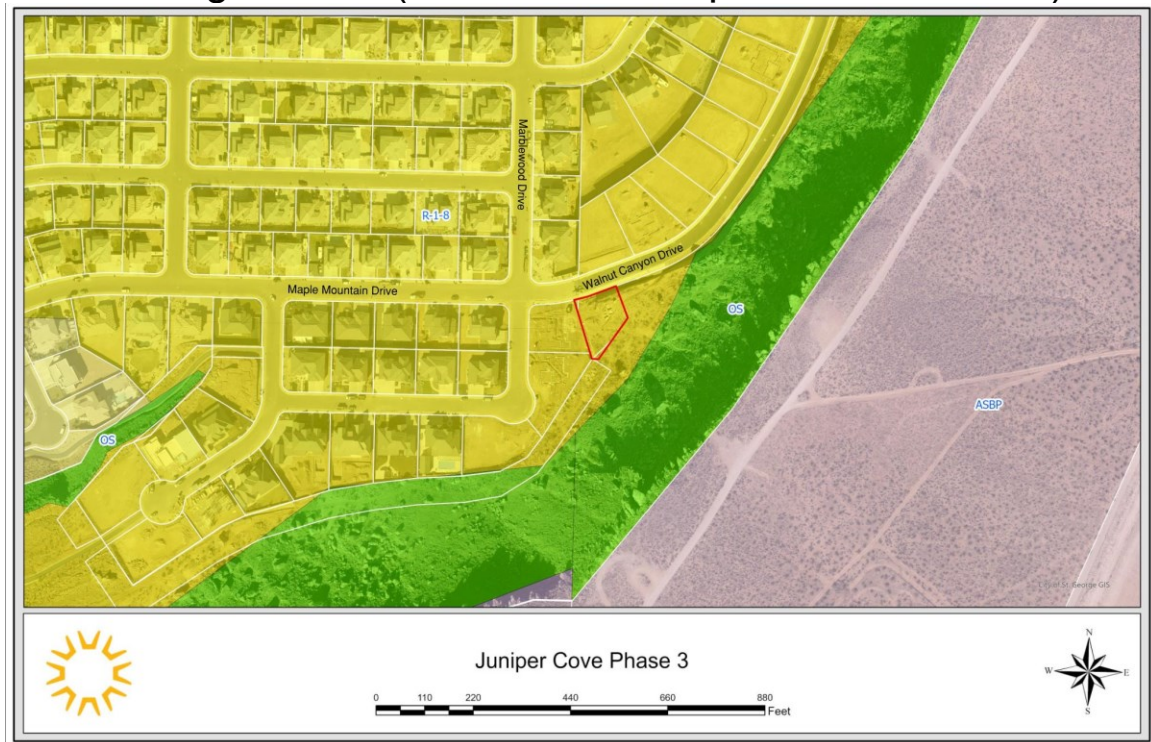 Marblewood Drive
R-1-8
Walnut Canyon Drive
Maple Mountain Drive
OS
ASBP
OS
Juniper Cove Phase 3
N
W E
S
0 110 220 440 660 880
Feet